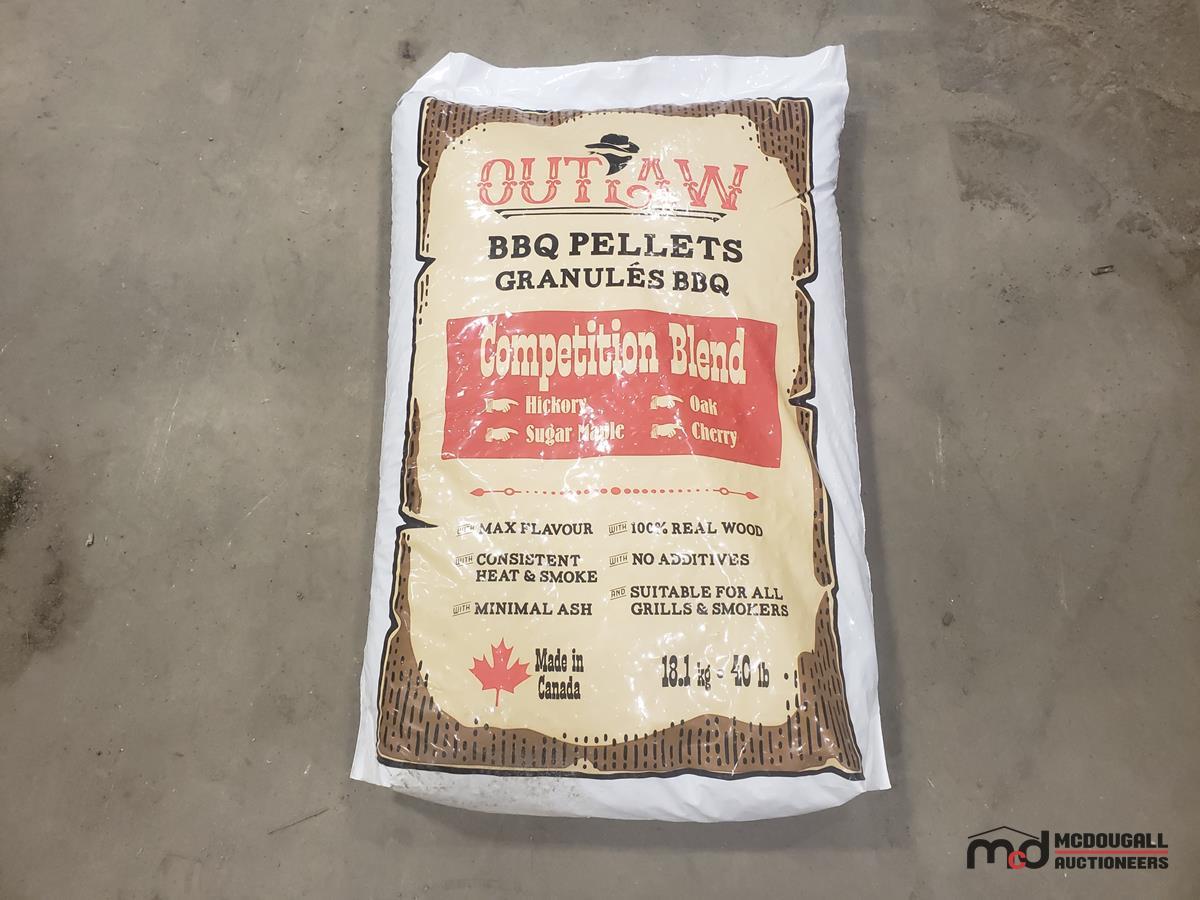 OUTLAW
BBQ PELLETS
GRANULÉS BBQ
Competition Blend
Hickory
Oak
Sugar Maple
Cherry
WITH MAX FLAVOUR
WITH 100% REAL WOOD
WITH CONSISTENT
HEAT & SMOKE
WITH NO ADDITIVES
WITH MINIMAL ASH
AND SUITABLE FOR ALL
GRILLS & SMOKERS
Made in
Canada
18.1 kg - 40 lb
mcd MCDOUGALL
AUCTIONEERS